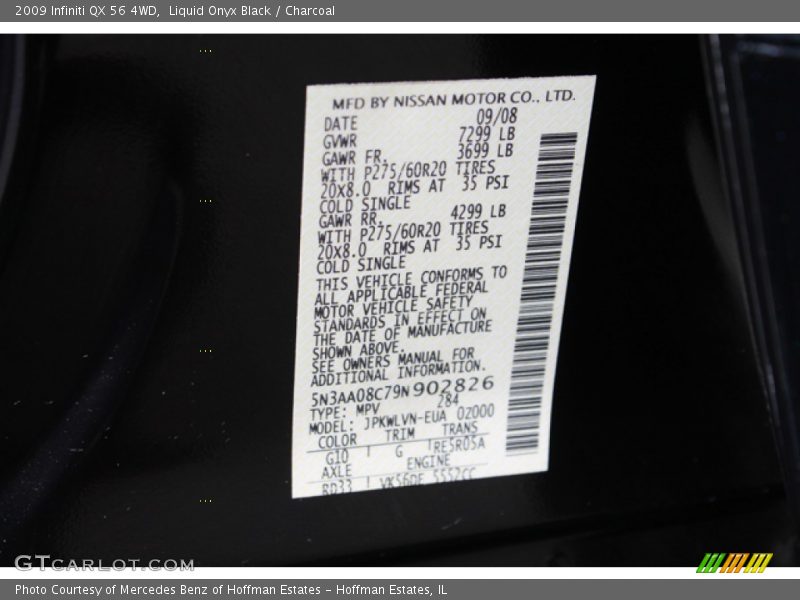 2009 Infiniti QX 56 4WD,  Liquid Onyx Black / Charcoal
MFD BY NISSAN MOTOR CO., LTD.
DATE 09/08
GVWR 7299 LB
GAWR FR. 3699 LB
WITH P275/60R20 TIRES
20X8.0 RIMS AT 35 PSI
COLD SINGLE
GAWR RR. 4299 LB
WITH P275/60R20 TIRES
20X8.0 RIMS AT 35 PSI
COLD SINGLE
THIS VEHICLE CONFORMS TO
ALL APPLICABLE FEDERAL
MOTOR VEHICLE SAFETY
STANDARDS IN EFFECT ON
THE DATE OF MANUFACTURE
SHOWN ABOVE.
SEE OWNERS MANUAL FOR
ADDITIONAL INFORMATION.
5N3AA08C79N902826
TYPE: MPV 284
MODEL: JPKWLVN-EUA 02000
COLOR TRIM TRANS
G10 G RE5R05A
AXLE ENGINE
RD33 VK56DE 5552CC
GTCARLOT.COM
Photo Courtesy of Mercedes Benz of Hoffman Estates - Hoffman Estates, IL